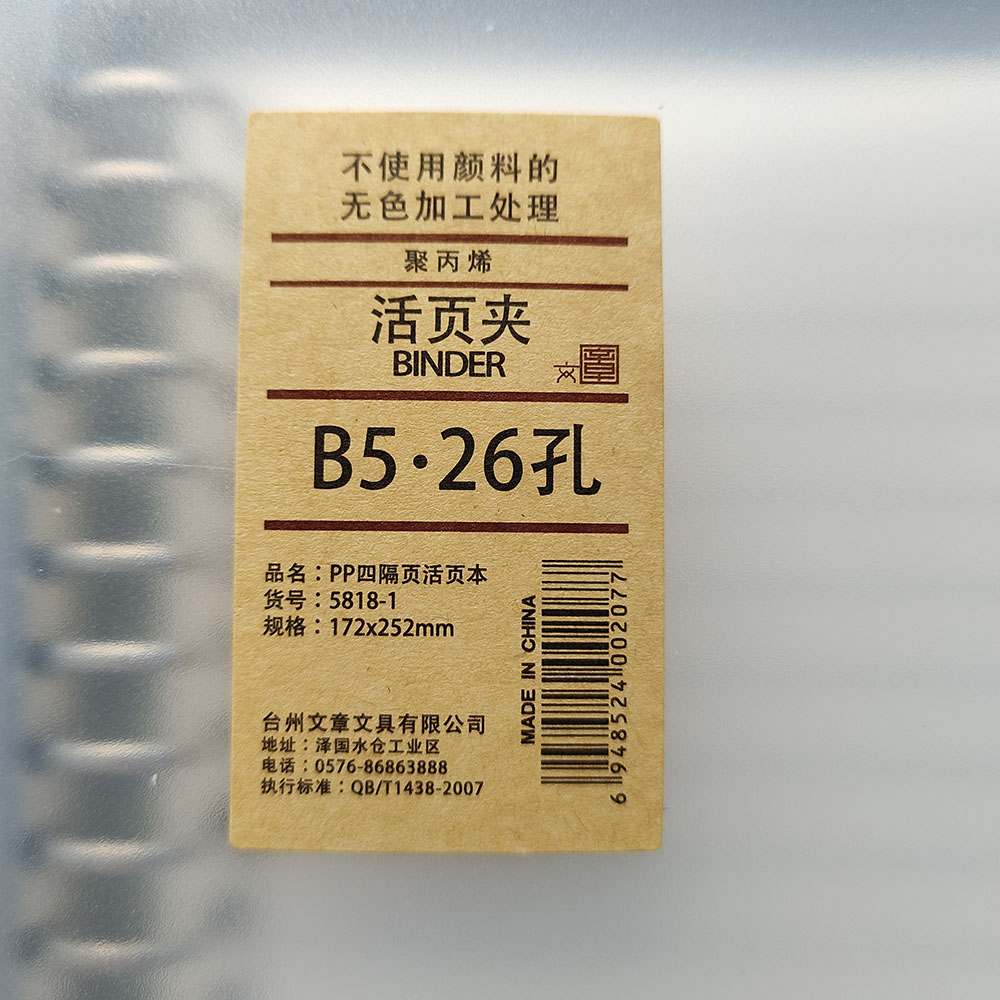 不使用颜料的
无色加工处理
聚丙烯
活页夹
BINDER
文章
B5·26孔
品名：PP四隔页活页本
货号：5818-1
规格：172x252mm
MADE IN CHINA
6948524002077
台州文章文具有限公司
地址：泽国水仓工业区
电话：0576-86863888
执行标准：QB/T1438-2007